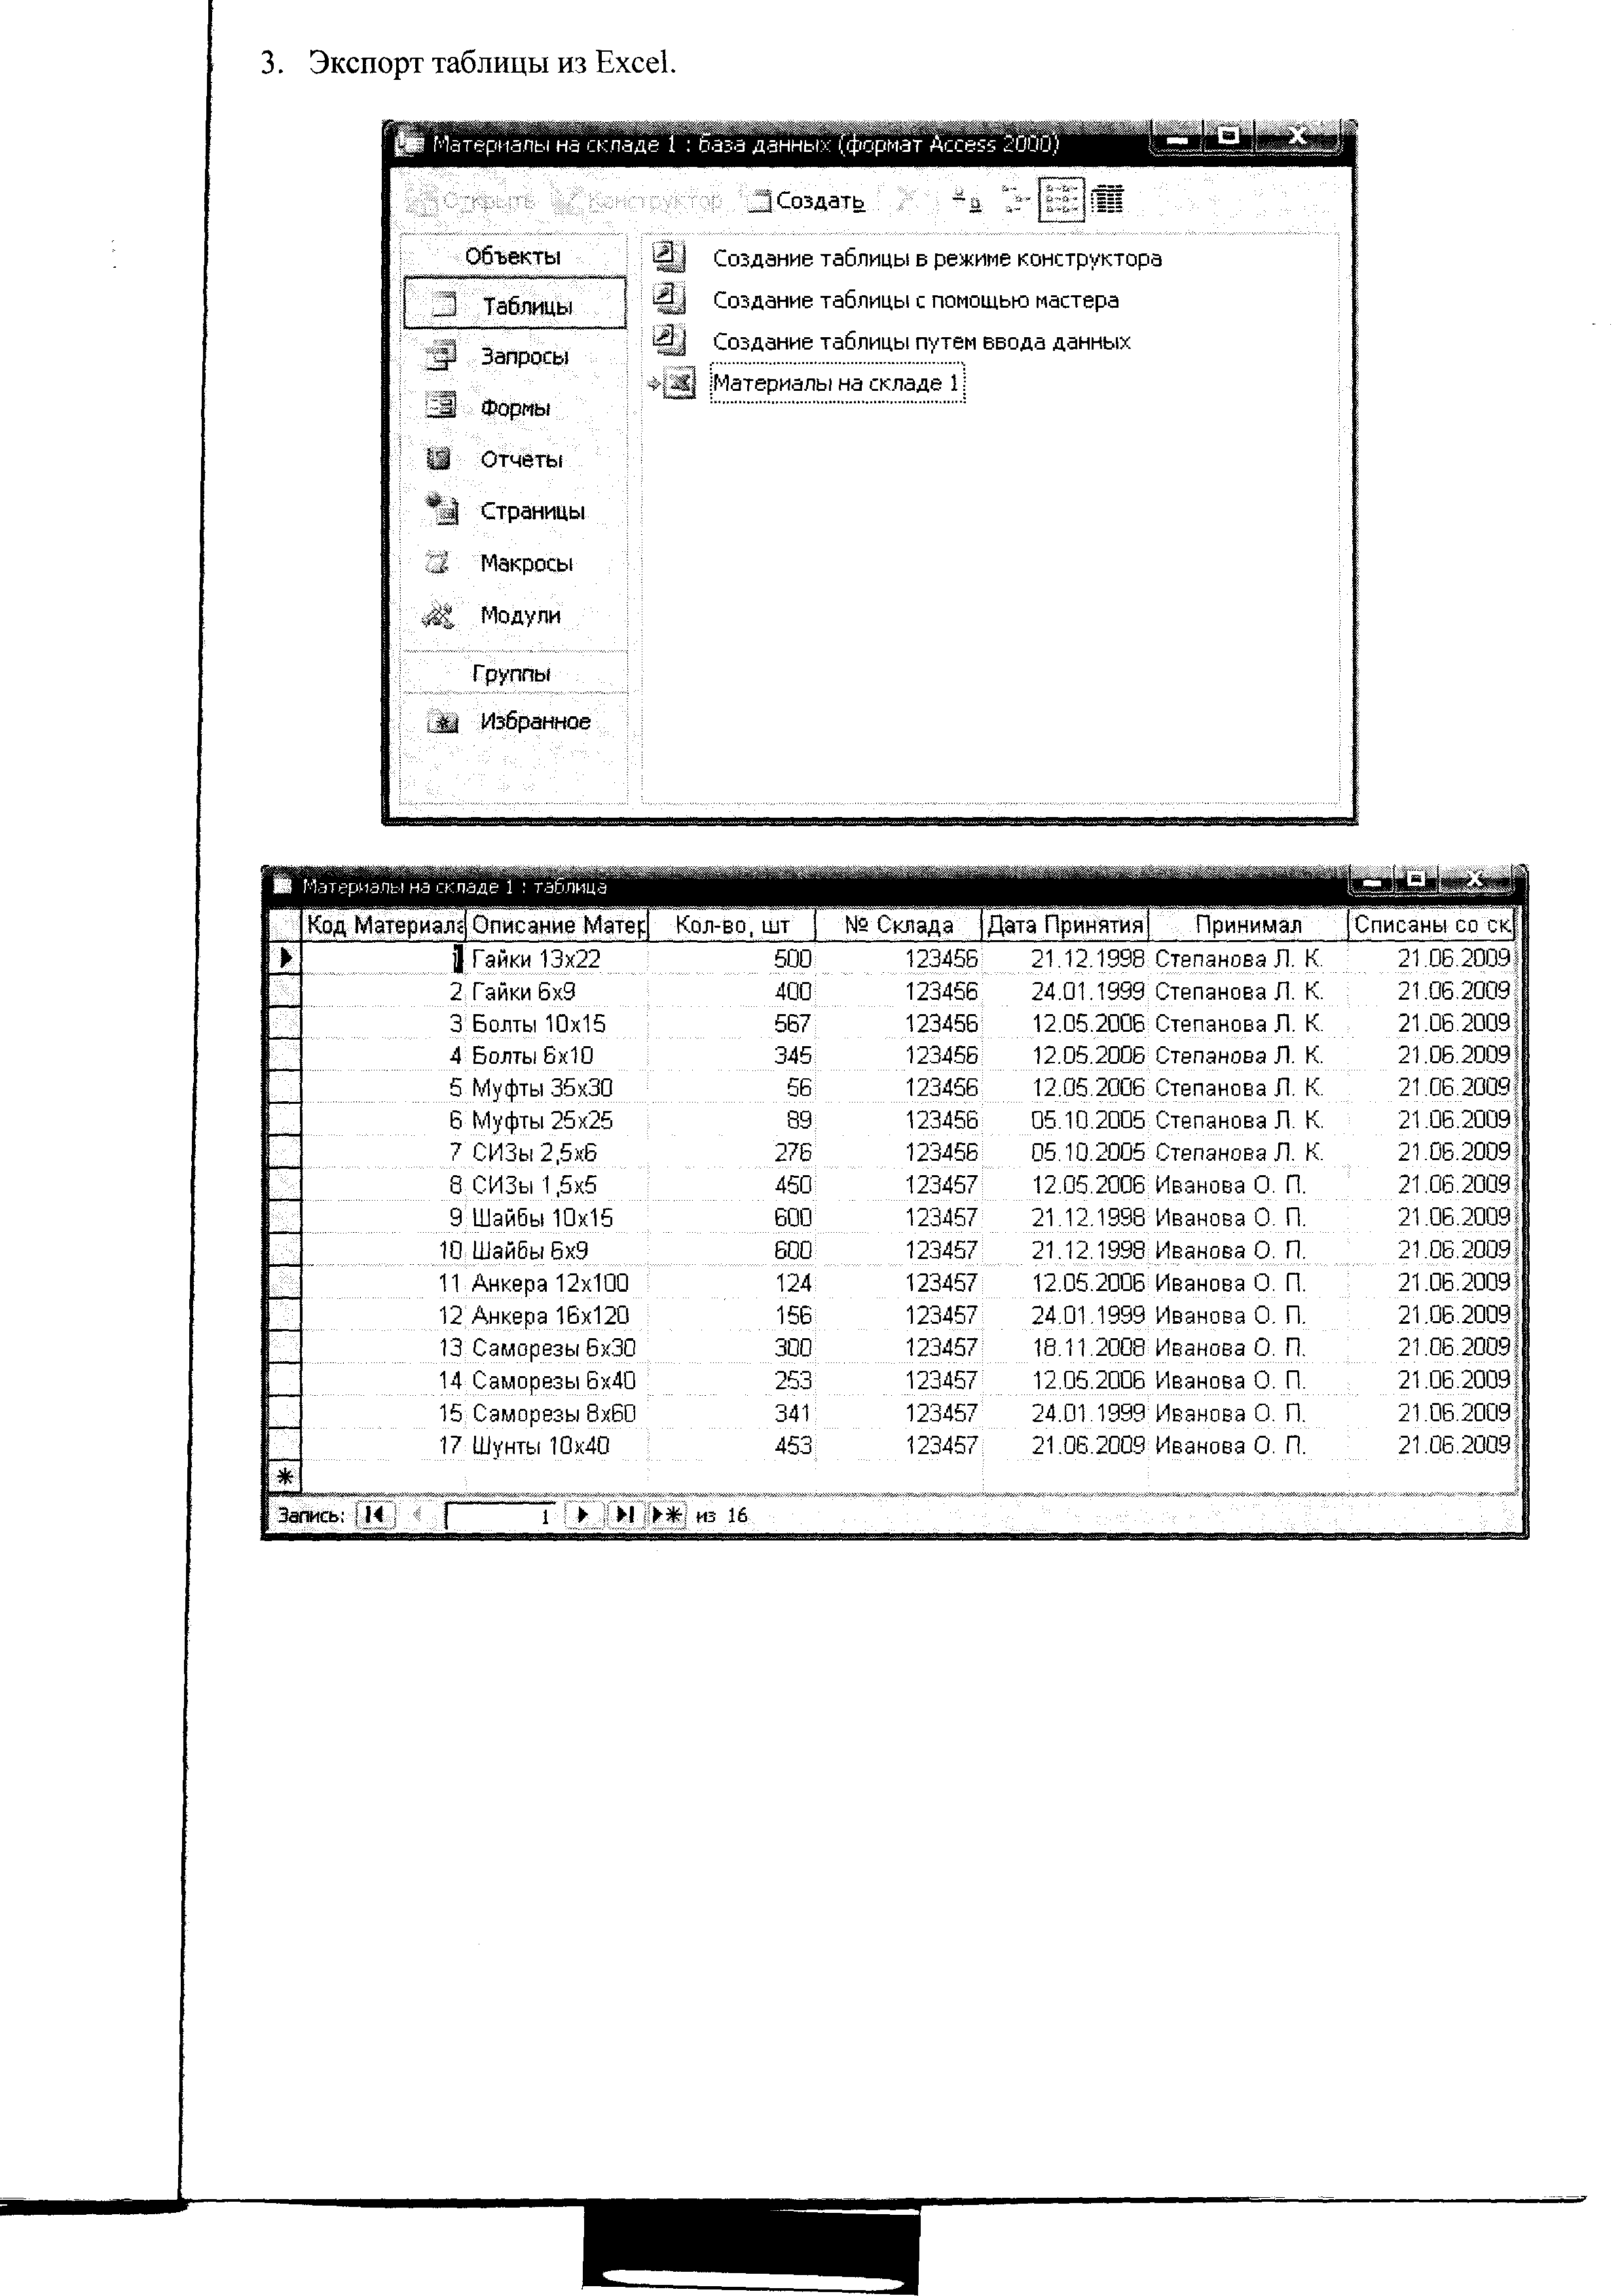 3. Экспорт таблицы из Excel.
Материалы на складе 1 : база данных (формат Access 2000)
Открыть Конструктор Создать
Объекты
Таблицы
Запросы
Формы
Отчеты
Страницы
Макросы
Модули
Группы
Избранное
Создание таблицы в режиме конструктора
Создание таблицы с помощью мастера
Создание таблицы путем ввода данных
Материалы на складе 1
Материалы на складе 1 : таблица
Код Материала Описание Матер Кол-во, шт № Склада Дата Принятия Принимал Списаны со ск
1 Гайки 13x22 500 123456 21.12.1998 Степанова Л. К. 21.06.2009
2 Гайки 6x9 400 123456 24.01.1999 Степанова Л. К. 21.06.2009
3 Болты 10x15 567 123456 12.05.2006 Степанова Л. К. 21.06.2009
4 Болты 6x10 345 123456 12.05.2006 Степанова Л. К. 21.06.2009
5 Муфты 35x30 56 123456 12.05.2006 Степанова Л. К. 21.06.2009
6 Муфты 25x25 89 123456 05.10.2005 Степанова Л. К. 21.06.2009
7 СИЗы 2,5x6 276 123456 05.10.2005 Степанова Л. К. 21.06.2009
8 СИЗы 1,5x5 450 123457 12.05.2006 Иванова О. П. 21.06.2009
9 Шайбы 10x15 600 123457 21.12.1998 Иванова О. П. 21.06.2009
10 Шайбы 6x9 600 123457 21.12.1998 Иванова О. П. 21.06.2009
11 Анкера 12x100 124 123457 12.05.2006 Иванова О. П. 21.06.2009
12 Анкера 16x120 156 123457 24.01.1999 Иванова О. П. 21.06.2009
13 Саморезы 6x30 300 123457 18.11.2008 Иванова О. П. 21.06.2009
14 Саморезы 6x40 253 123457 12.05.2006 Иванова О. П. 21.06.2009
15 Саморезы 8x60 341 123457 24.01.1999 Иванова О. П. 21.06.2009
17 Шунты 10x40 453 123457 21.06.2009 Иванова О. П. 21.06.2009
Запись: 1 из 16